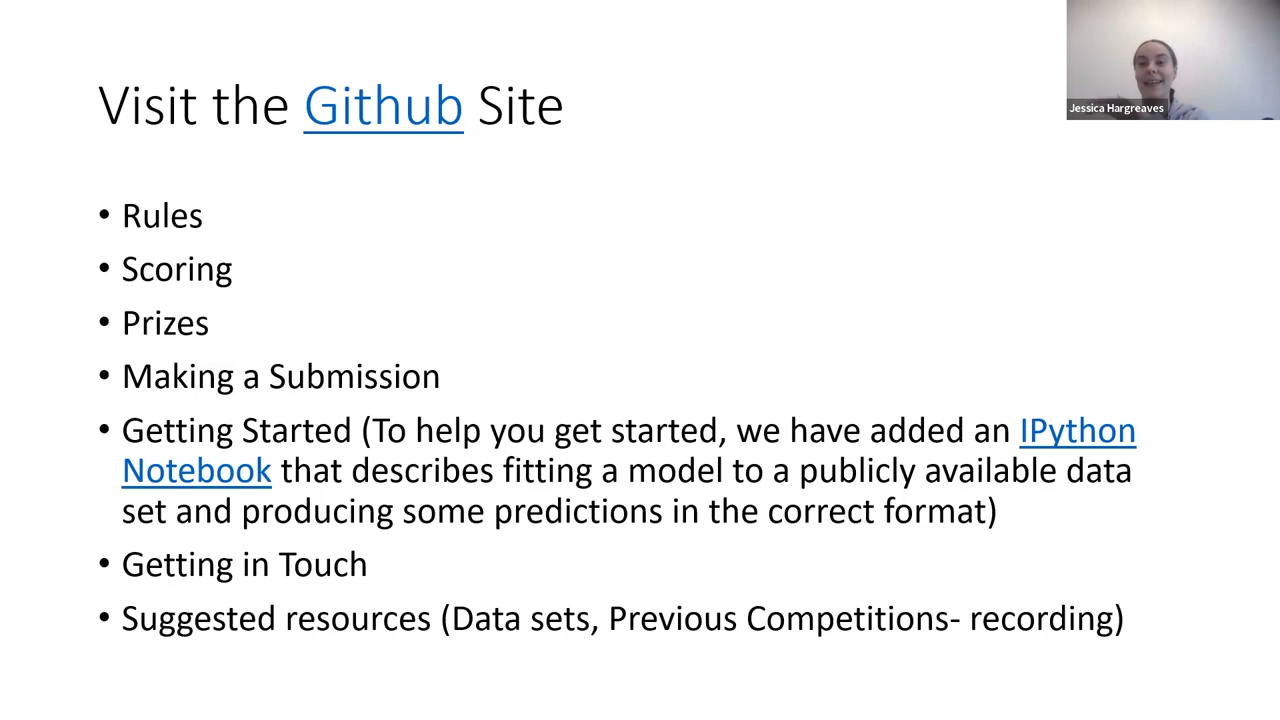 Visit the Github Site
Jessica Hargreaves
• Rules
• Scoring
• Prizes
• Making a Submission
• Getting Started (To help you get started, we have added an IPython
Notebook that describes fitting a model to a publicly available data
set and producing some predictions in the correct format)
• Getting in Touch
• Suggested resources (Data sets, Previous Competitions- recording)